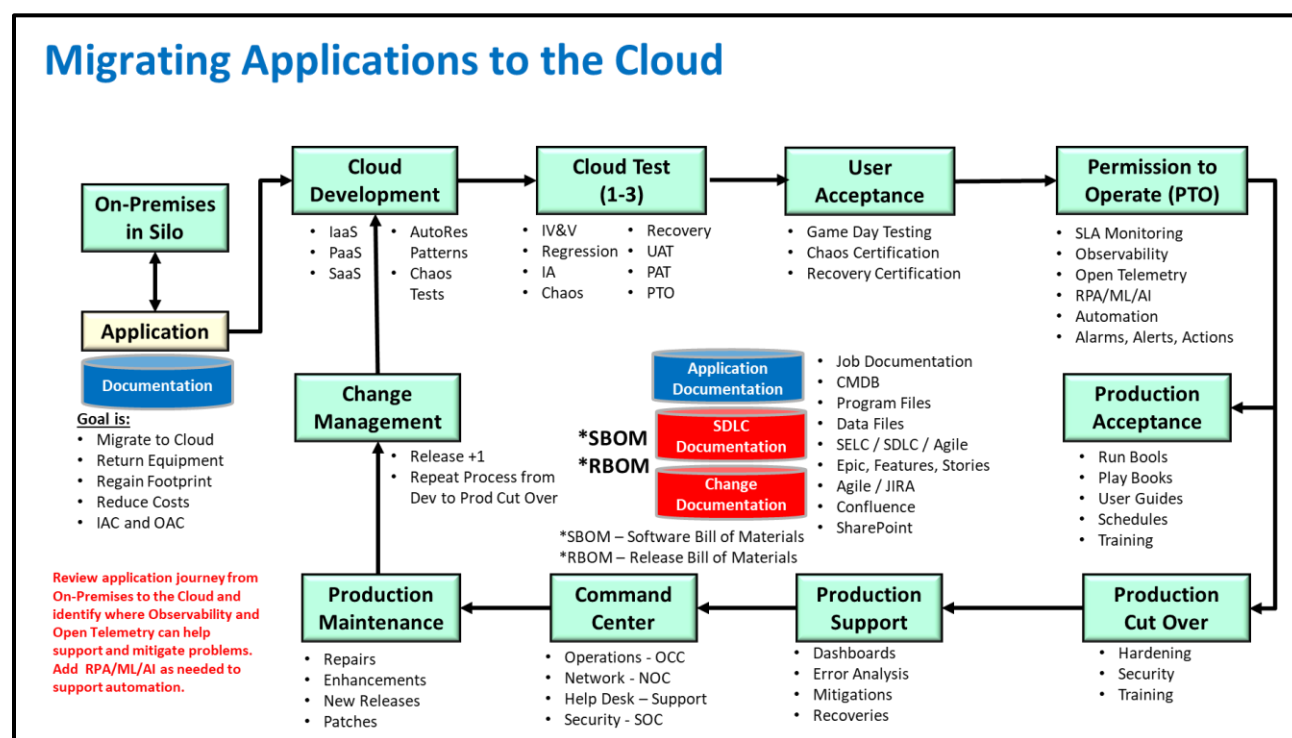 Migrating Applications to the Cloud
On-Premises
in Silo
Application
Documentation
Goal is:
• Migrate to Cloud
• Return Equipment
• Regain Footprint
• Reduce Costs
• IAC and OAC
Review application journey from
On-Premises to the Cloud and
identify where Observability and
Open Telemetry can help
support and mitigate problems.
Add RPA/ML/AI as needed to
support automation.
Cloud
Development
• IaaS
• PaaS
• SaaS
• AutoRes
Patterns
• Chaos
Tests
Cloud Test
(1-3)
• IV&V
• Regression
• IA
• Chaos
• Recovery
• UAT
• PAT
• PTO
User
Acceptance
• Game Day Testing
• Chaos Certification
• Recovery Certification
Permission to
Operate (PTO)
• SLA Monitoring
• Observability
• Open Telemetry
• RPA/ML/AI
• Automation
• Alarms, Alerts, Actions
Change
Management
• Release +1
• Repeat Process from
Dev to Prod Cut Over
*SBOM
*RBOM
Application
Documentation
SDLC
Documentation
Change
Documentation
• Job Documentation
• CMDB
• Program Files
• Data Files
• SELC / SDLC / Agile
• Epic, Features, Stories
• Agile / JIRA
• Confluence
• SharePoint
*SBOM – Software Bill of Materials
*RBOM – Release Bill of Materials
Production
Acceptance
• Run Bools
• Play Books
• User Guides
• Schedules
• Training
Production
Maintenance
• Repairs
• Enhancements
• New Releases
• Patches
Command
Center
• Operations - OCC
• Network - NOC
• Help Desk – Support
• Security - SOC
Production
Support
• Dashboards
• Error Analysis
• Mitigations
• Recoveries
Production
Cut Over
• Hardening
• Security
• Training